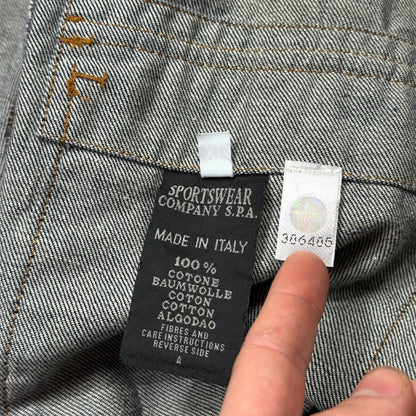 SPORTSWEAR
COMPANY S.P.A.
MADE IN ITALY
100%
COTONE
BAUMWOLLE
COTON
COTTON
ALGODAO
FIBRES AND
CARE INSTRUCTIONS
REVERSE SIDE
A
386485